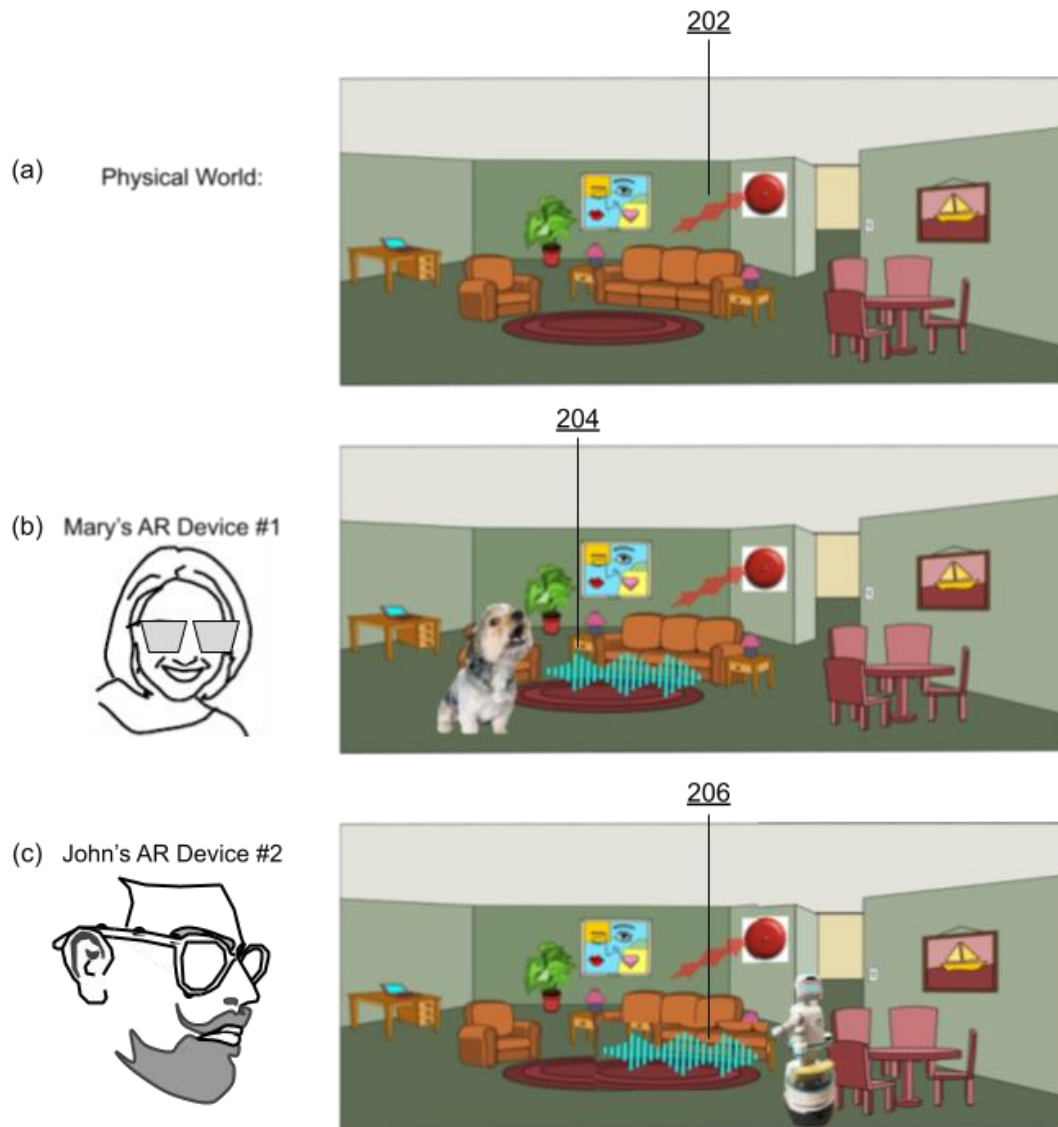 202
(a) Physical World:
204
(b) Mary's AR Device #1
206
(c) John's AR Device #2